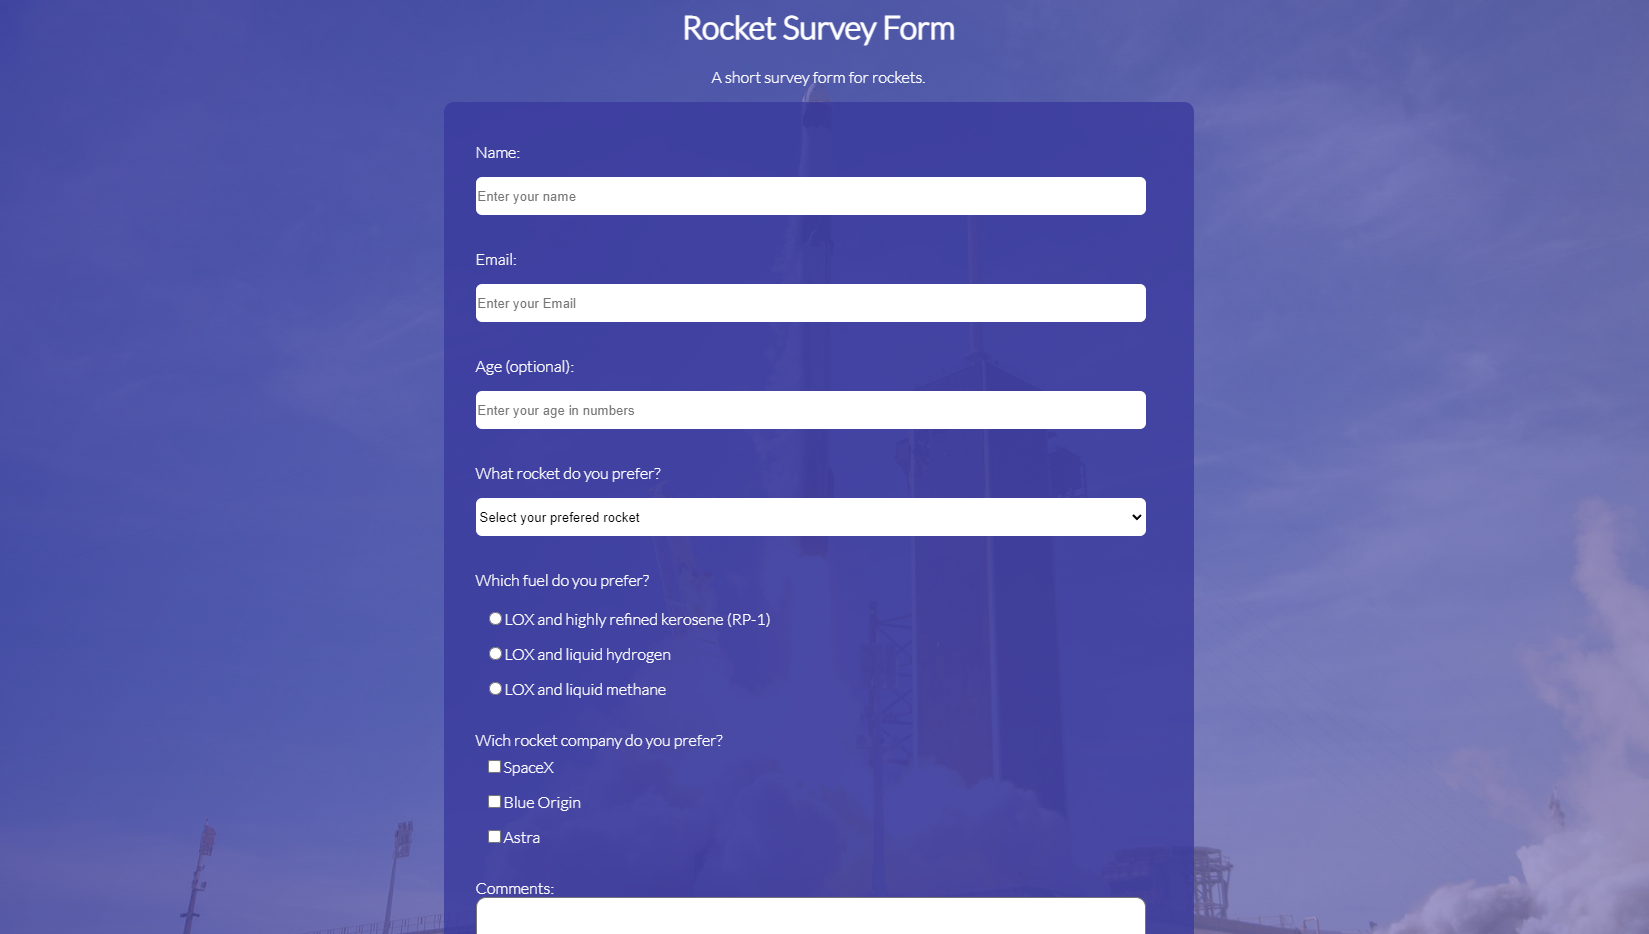 Rocket Survey Form
A short survey form for rockets.
Name:
Enter your name
Email:
Enter your Email
Age (optional):
Enter your age in numbers
What rocket do you prefer?
Select your prefered rocket
Which fuel do you prefer?
LOX and highly refined kerosene (RP-1)
LOX and liquid hydrogen
LOX and liquid methane
Wich rocket company do you prefer?
SpaceX
Blue Origin
Astra
Comments: